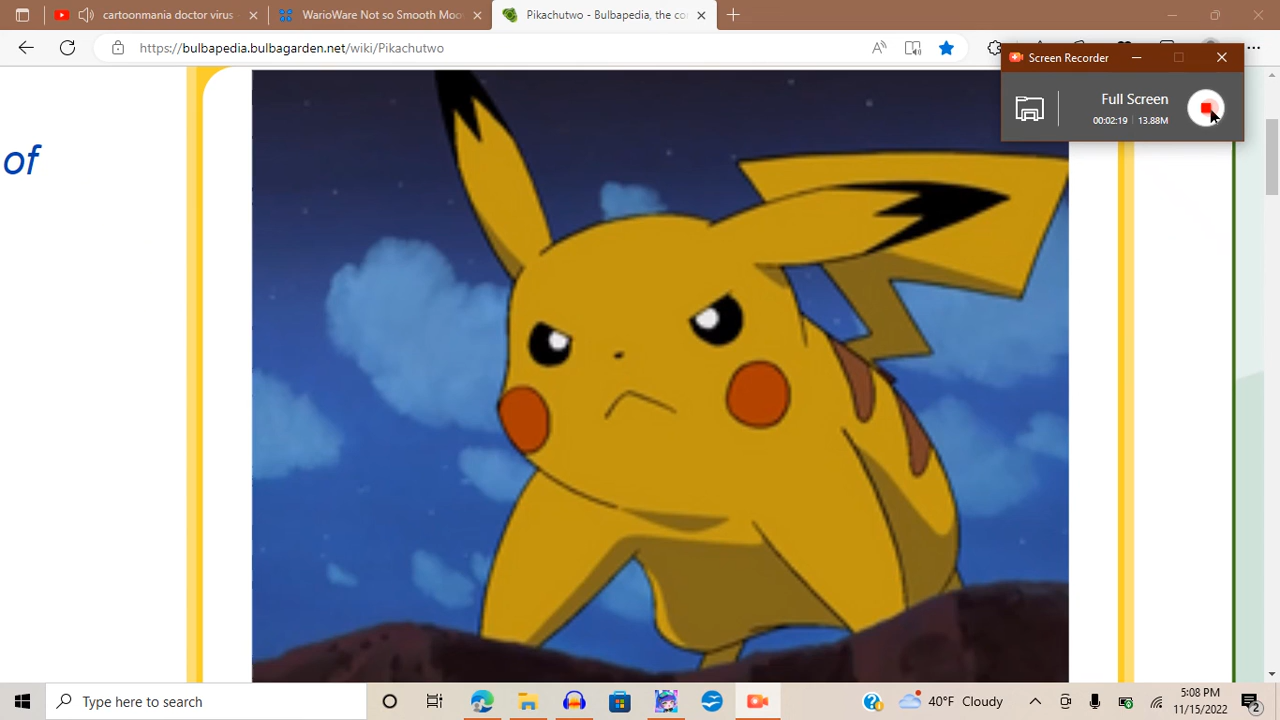 cartoonmania doctor virus
WarioWare Not so Smooth Moo
Pikachutwo - Bulbapedia, the co
https://bulbapedia.bulbagarden.net/wiki/Pikachutwo
Screen Recorder
Full Screen
00:02:19 | 13.88M
of
Type here to search
40°F Cloudy
5:08 PM
11/15/2022
2